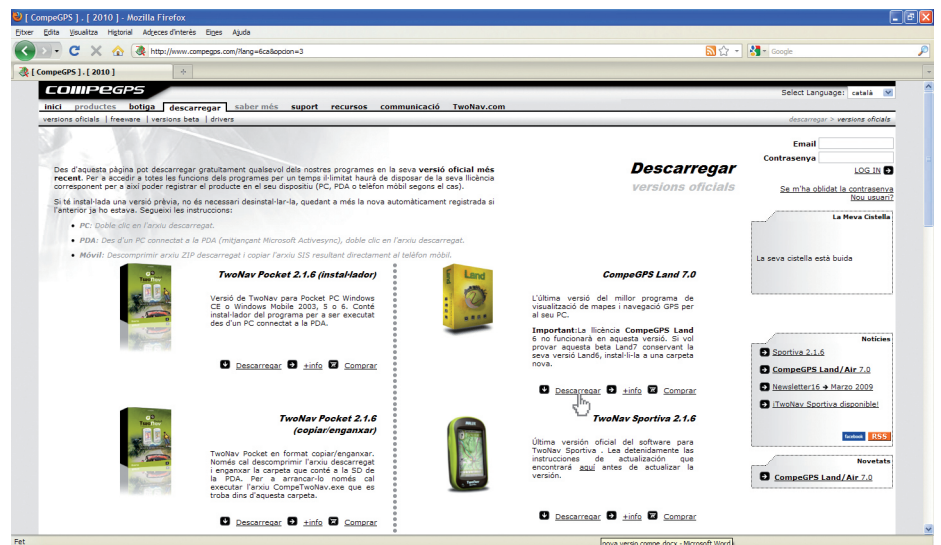 [ CompeGPS ] . [ 2010 ] - Mozilla Firefox
Fitxer Edita Visualitza Historial Adreces d'interès Eines Ajuda
http://www.compegps.com/?lang=6ca&opcion=3
Google
[ CompeGPS ] . [ 2010 ]
COMPEGPS
Select Language: català
inici productes botiga descarregar saber més suport recursos communicació TwoNav.com
versions oficials | freeware | versions beta | drivers
descarregar > versions oficials
Email
Contrasenya
LOG IN
Se m'ha oblidat la contrasenya
Nou usuari?
Descarregar
versions oficials
Des d'aquesta pàgina pot descarregar gratuïtament qualsevol dels nostres programes en la seva versió oficial més
recent. Per a accedir a totes les funcions dels programes per un temps il·limitat haurà de disposar de la seva llicència
corresponent per a així poder registrar el producte en el seu dispositiu (PC, PDA o telèfon mòbil segons el cas).
Si té instal·lada una versió prèvia, no és necessari desinstal·lar-la, quedant a més la nova automàticament registrada si
l'anterior ja ho estava. Segueixi les instruccions:
• PC: Doble clic en l'arxiu descarregat.
• PDA: Des d'un PC connectat a la PDA (mitjançant Microsoft Activesync), doble clic en l'arxiu descarregat.
• Móvil: Descomprimir arxiu ZIP descarregat i copiar l'arxiu SIS resultant directament al telèfon mòbil.
La Meva Cistella
La seva cistella està buida
TwoNav Pocket 2.1.6 (instal·lador)
Versió de TwoNav para Pocket PC Windows
CE o Windows Mobile 2003, 5 o 6. Conté
instal·lador del programa per a ser executat
des d'un PC connectat a la PDA.
Descarregar +info Comprar
Land
CompeGPS Land 7.0
L'última versió del millor programa de
visualització de mapes i navegació GPS per
al seu PC.
Important:La llicència CompeGPS Land
6 no funcionarà en aquesta versió. Si vol
provar aquesta beta Land7 conservant la
seva versió Land6, instal·li-la a una carpeta
nova.
Descarregar +info Comprar
Notícies
Sportiva 2.1.6
CompeGPS Land/Air 7.0
Newsletter16 → Marzo 2009
¡TwoNav Sportiva disponible!
facebook RSS
TwoNav Pocket 2.1.6
(copiar/enganxar)
TwoNav Pocket en format copiar/enganxar.
Només cal descomprimir l'arxiu descarregat
i enganxar la carpeta que conté a la SD de
la PDA. Per a arrancar-lo només cal
executar l'arxiu CompeTwoNav.exe que es
troba dins d'aquesta carpeta.
Descarregar +info Comprar
TwoNav Sportiva 2.1.6
Última versión oficial del software para
TwoNav Sportiva . Lea detenidamente las
instrucciones de actualización que
encontrará aquí antes de actualizar la
versión.
Descarregar +info Comprar
Novetats
CompeGPS Land/Air 7.0
Fet
nova versio compe.docx - Microsoft Word